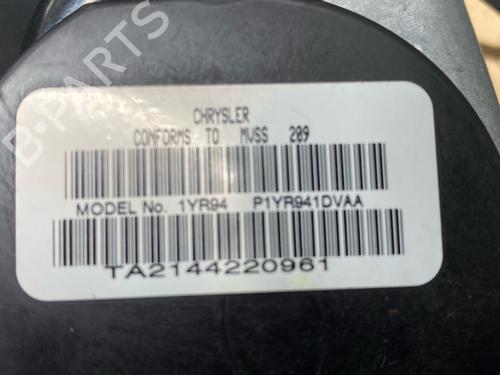 CHRYSLER
CONFORMS TO MVSS 209
MODEL No. 1YR94 P1YR941DVAA
TA2144220961
B-PARTS